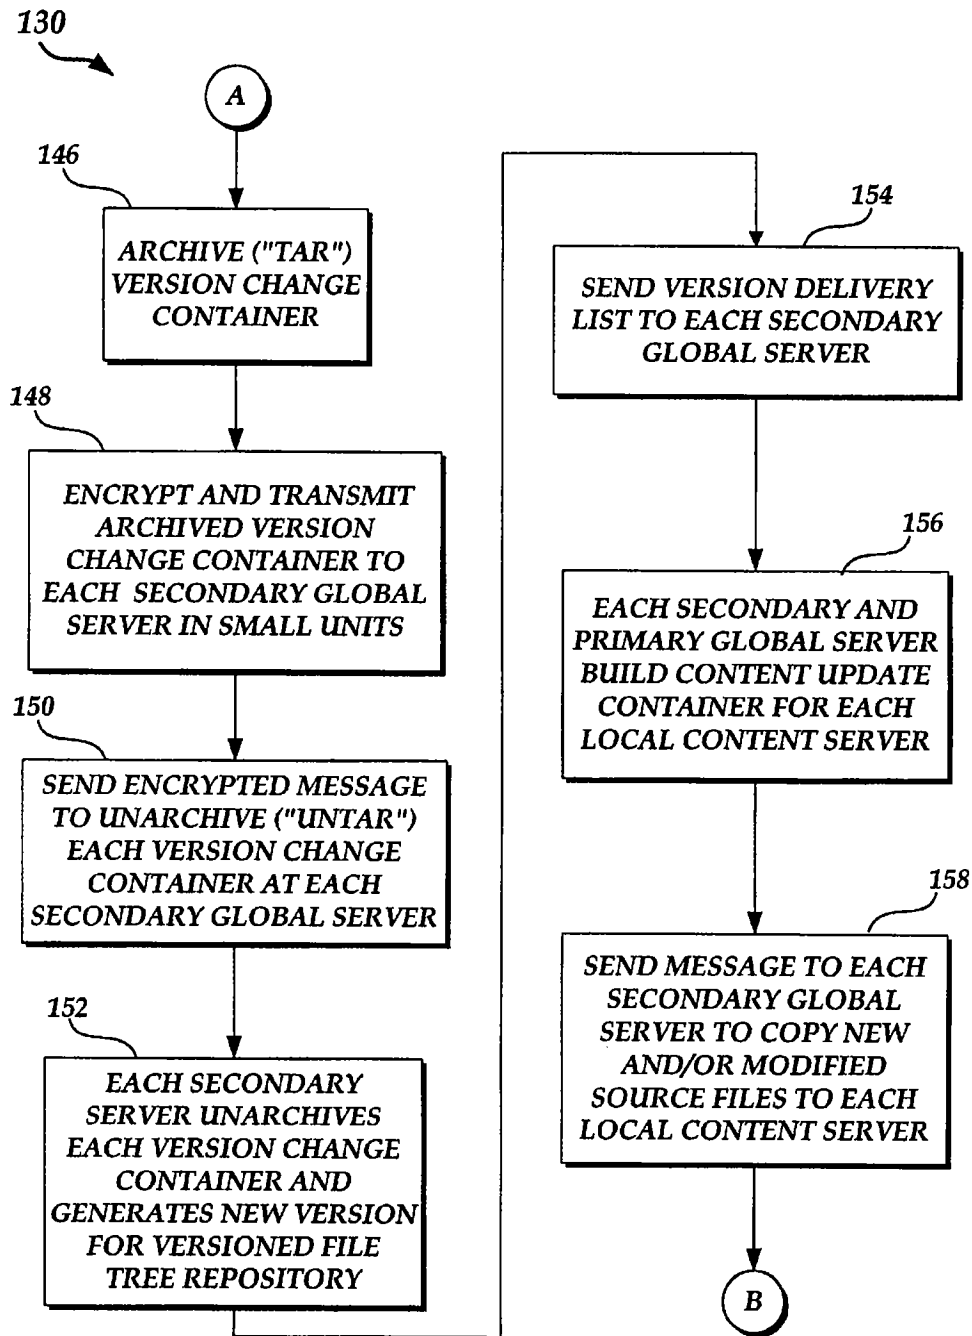 130
A
146
ARCHIVE ("TAR")
VERSION CHANGE
CONTAINER
148
ENCRYPT AND TRANSMIT
ARCHIVED VERSION
CHANGE CONTAINER TO
EACH SECONDARY GLOBAL
SERVER IN SMALL UNITS
150
SEND ENCRYPTED MESSAGE
TO UNARCHIVE ("UNTAR")
EACH VERSION CHANGE
CONTAINER AT EACH
SECONDARY GLOBAL SERVER
152
EACH SECONDARY
SERVER UNARCHIVES
EACH VERSION CHANGE
CONTAINER AND
GENERATES NEW VERSION
FOR VERSIONED FILE
TREE REPOSITORY
154
SEND VERSION DELIVERY
LIST TO EACH SECONDARY
GLOBAL SERVER
156
EACH SECONDARY AND
PRIMARY GLOBAL SERVER
BUILD CONTENT UPDATE
CONTAINER FOR EACH
LOCAL CONTENT SERVER
158
SEND MESSAGE TO EACH
SECONDARY GLOBAL
SERVER TO COPY NEW
AND/OR MODIFIED
SOURCE FILES TO EACH
LOCAL CONTENT SERVER
B